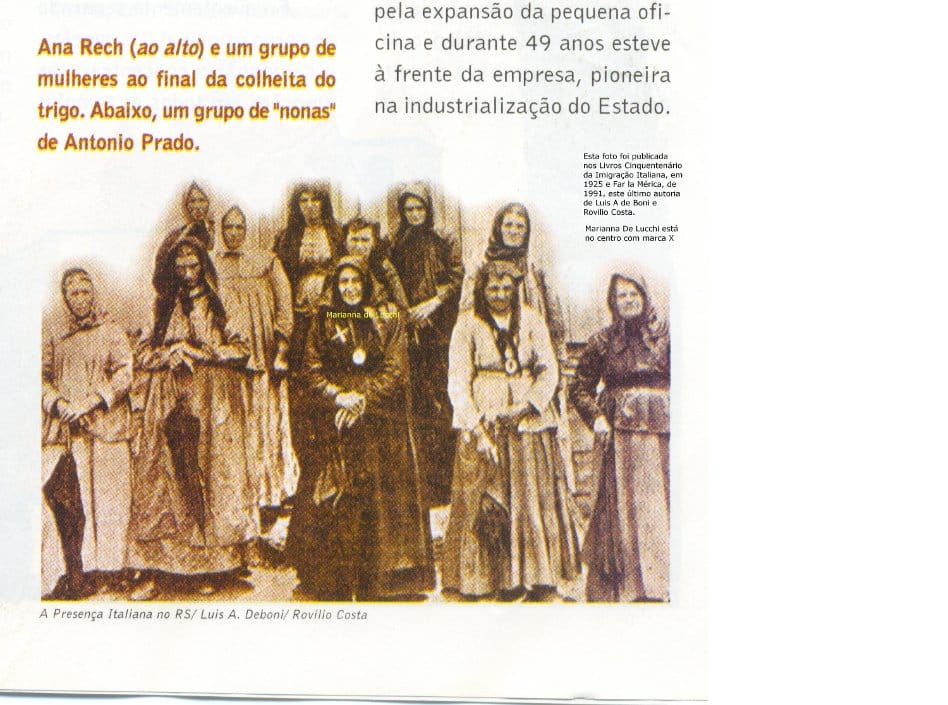 pela expansão da pequena ofi-
cina e durante 49 anos esteve
à frente da empresa, pioneira
na industrialização do Estado.
Ana Rech (ao alto) e um grupo de
mulheres ao final da colheita do
trigo. Abaixo, um grupo de "nonas"
de Antonio Prado.
Esta foto foi publicada
nos Livros Cinquentenário
da Imigração Italiana, em
1925 e Far la Mérica, de
1991, este último autoria
de Luis A de Boni e
Rovilio Costa.
Marianna De Lucchi está
no centro com marca X
Marianna de Lucchi
X
A Presença Italiana no RS/ Luis A. Deboni/ Rovílio Costa